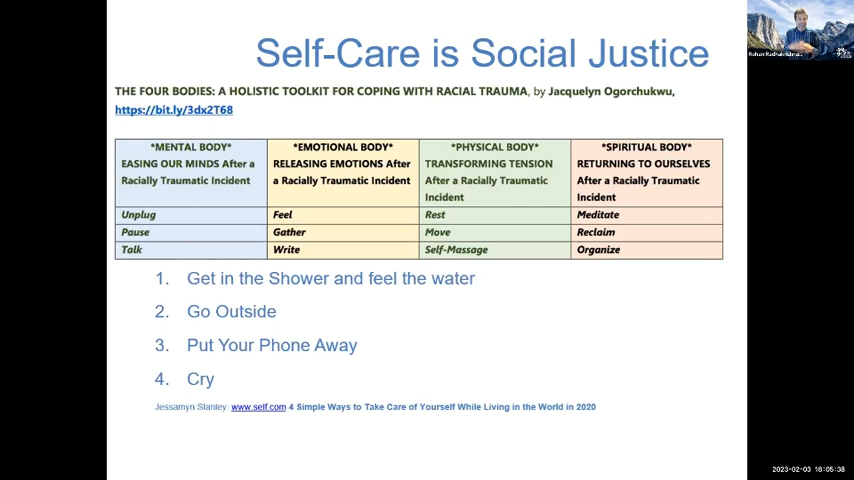 Self-Care is Social Justice
THE FOUR BODIES: A HOLISTIC TOOLKIT FOR COPING WITH RACIAL TRAUMA, by Jacquelyn Ogorchukwu,
https://bit.ly/3dx2T68
*MENTAL BODY*
EASING OUR MINDS After a
Racially Traumatic Incident
*EMOTIONAL BODY*
RELEASING EMOTIONS After
a Racially Traumatic Incident
*PHYSICAL BODY*
TRANSFORMING TENSION
After a Racially Traumatic
Incident
*SPIRITUAL BODY*
RETURNING TO OURSELVES
After a Racially Traumatic
Incident
Unplug Feel Rest Meditate
Pause Gather Move Reclaim
Talk Write Self-Massage Organize
1. Get in the Shower and feel the water
2. Go Outside
3. Put Your Phone Away
4. Cry
Jessamyn Stanley: www.self.com 4 Simple Ways to Take Care of Yourself While Living in the World in 2020
2023-02-03 18:05:38